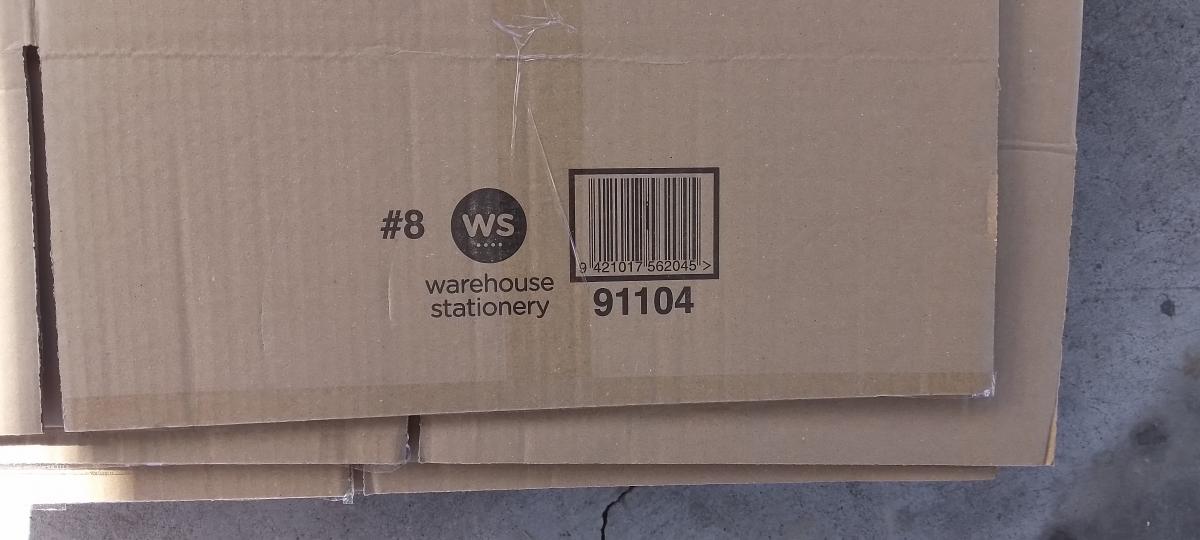 #8
WS
warehouse
stationery
9 421017 562045 >
91104